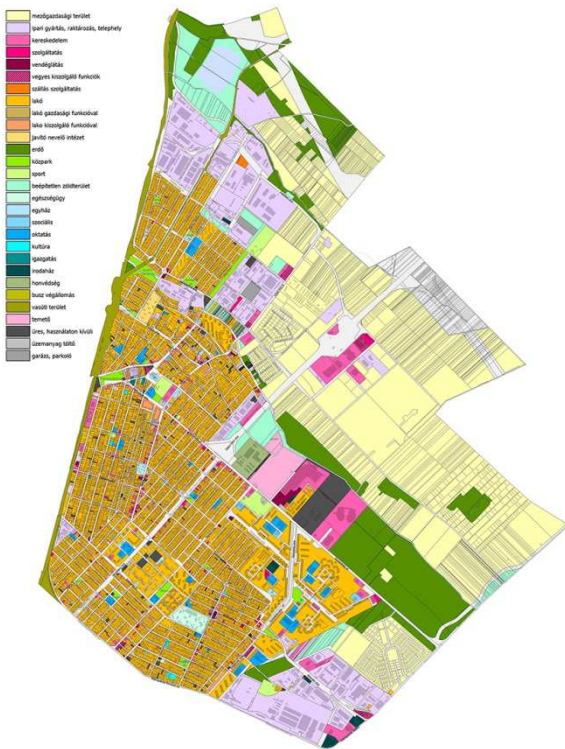 mezőgazdasági terület
ipari gyártás, raktározás, telephely
kereskedelem
szolgáltatás
vendéglátás
vegyes kiszolgáló funkciók
szállás szolgáltatás
lakó
lakó gazdasági funkcióval
lako kiszolgáló funkcióval
javító nevelő intézet
erdő
közpark
sport
beépítetlen zöldterület
egészségügy
egyház
szociális
oktatás
kultúra
igazgatás
irodaház
honvédség
busz végállomás
vasúti terület
temető
üres, használaton kívüli
üzemanyag töltő
garázs, parkoló